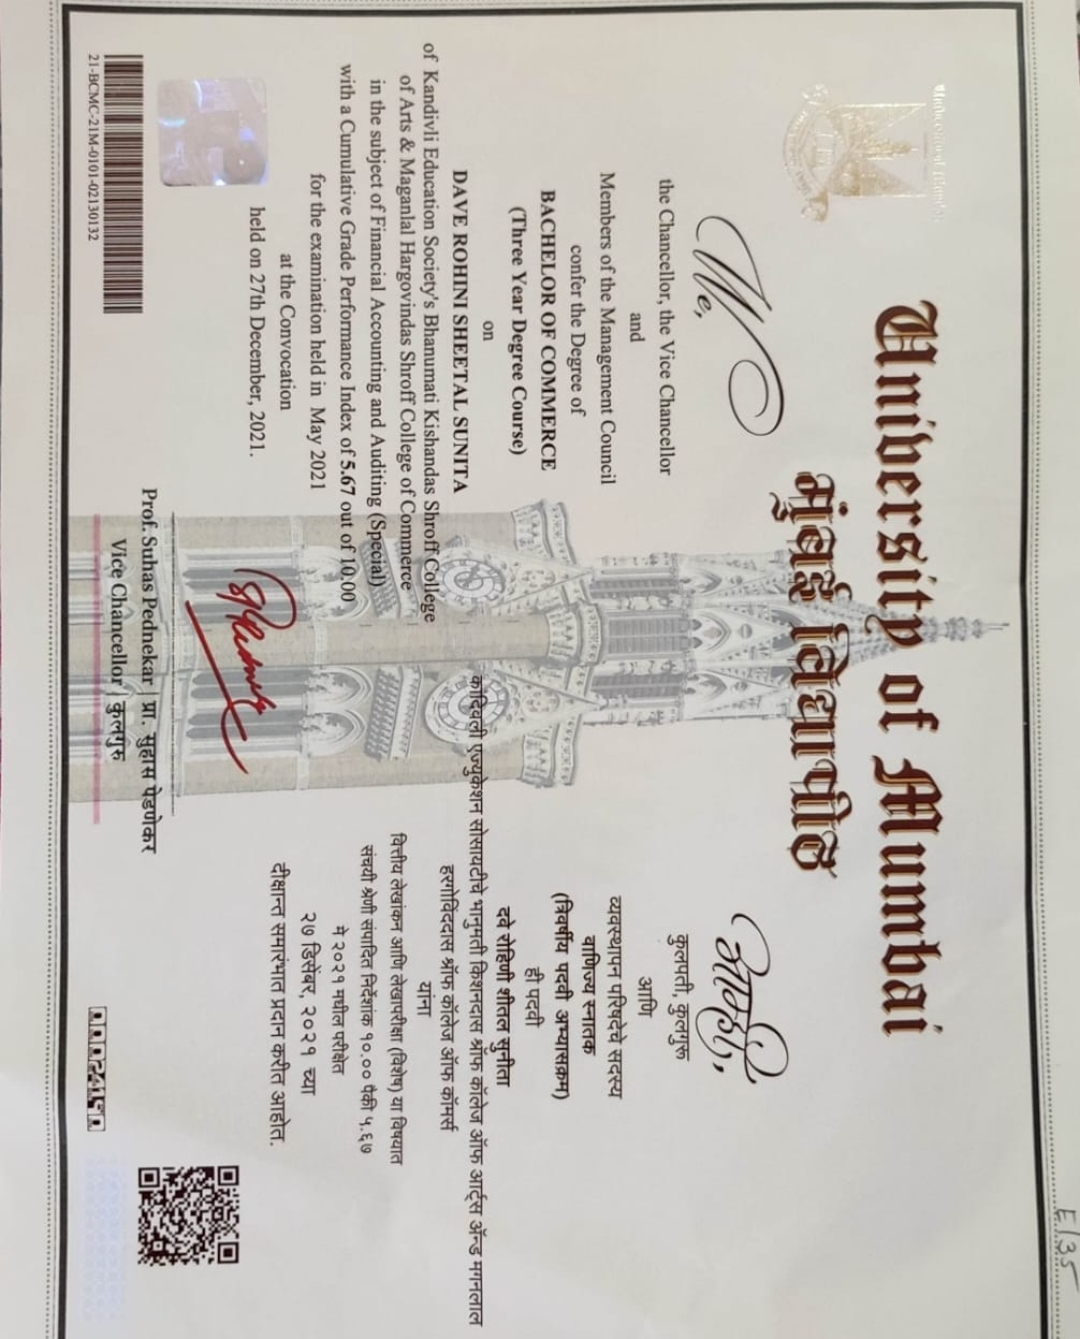 University of Mumbai
मुंबई विद्यापीठ
We,
the Chancellor, the Vice Chancellor
and
Members of the Management Council
confer the Degree of
BACHELOR OF COMMERCE
(Three Year Degree Course)
on
DAVE ROHINI SHEETAL SUNITA
of Kandivli Education Society's Bhanumati Kishandas Shroff College
of Arts & Maganlal Hargovindas Shroff College of Commerce
in the subject of Financial Accounting and Auditing (Special)
with a Cumulative Grade Performance Index of 5.67 out of 10.00
for the examination held in May 2021
at the Convocation
held on 27th December, 2021.
आम्ही,
कुलपती, कुलगुरू
आणि
व्यवस्थापन परिषदेचे सदस्य
वाणिज्य स्नातक
(त्रिवर्षीय पदवी अभ्यासक्रम)
ही पदवी
दवे रोहिणी शीतल सुनीता
कांदिवली एज्युकेशन सोसायटीचे भानुमती किशनदास श्रॉफ कॉलेज ऑफ आर्ट्स ॲन्ड मगनलाल
हरगोविंददास श्रॉफ कॉलेज ऑफ कॉमर्स
यांना
वित्तीय लेखांकन आणि लेखापरीक्षा (विशेष) या विषयात
संचयी श्रेणी संपादित निर्देशांक १०.०० पैकी ५.६७
मे २०२१ मधील परीक्षेत
२७ डिसेंबर, २०२१ च्या
दीक्षान्त समारंभात प्रदान करीत आहोत.
Prof. Suhas Pednekar | प्रा. सुहास पेडणेकर
Vice Chancellor | कुलगुरू
21-BCMC-21M-0101-02130132
E/35